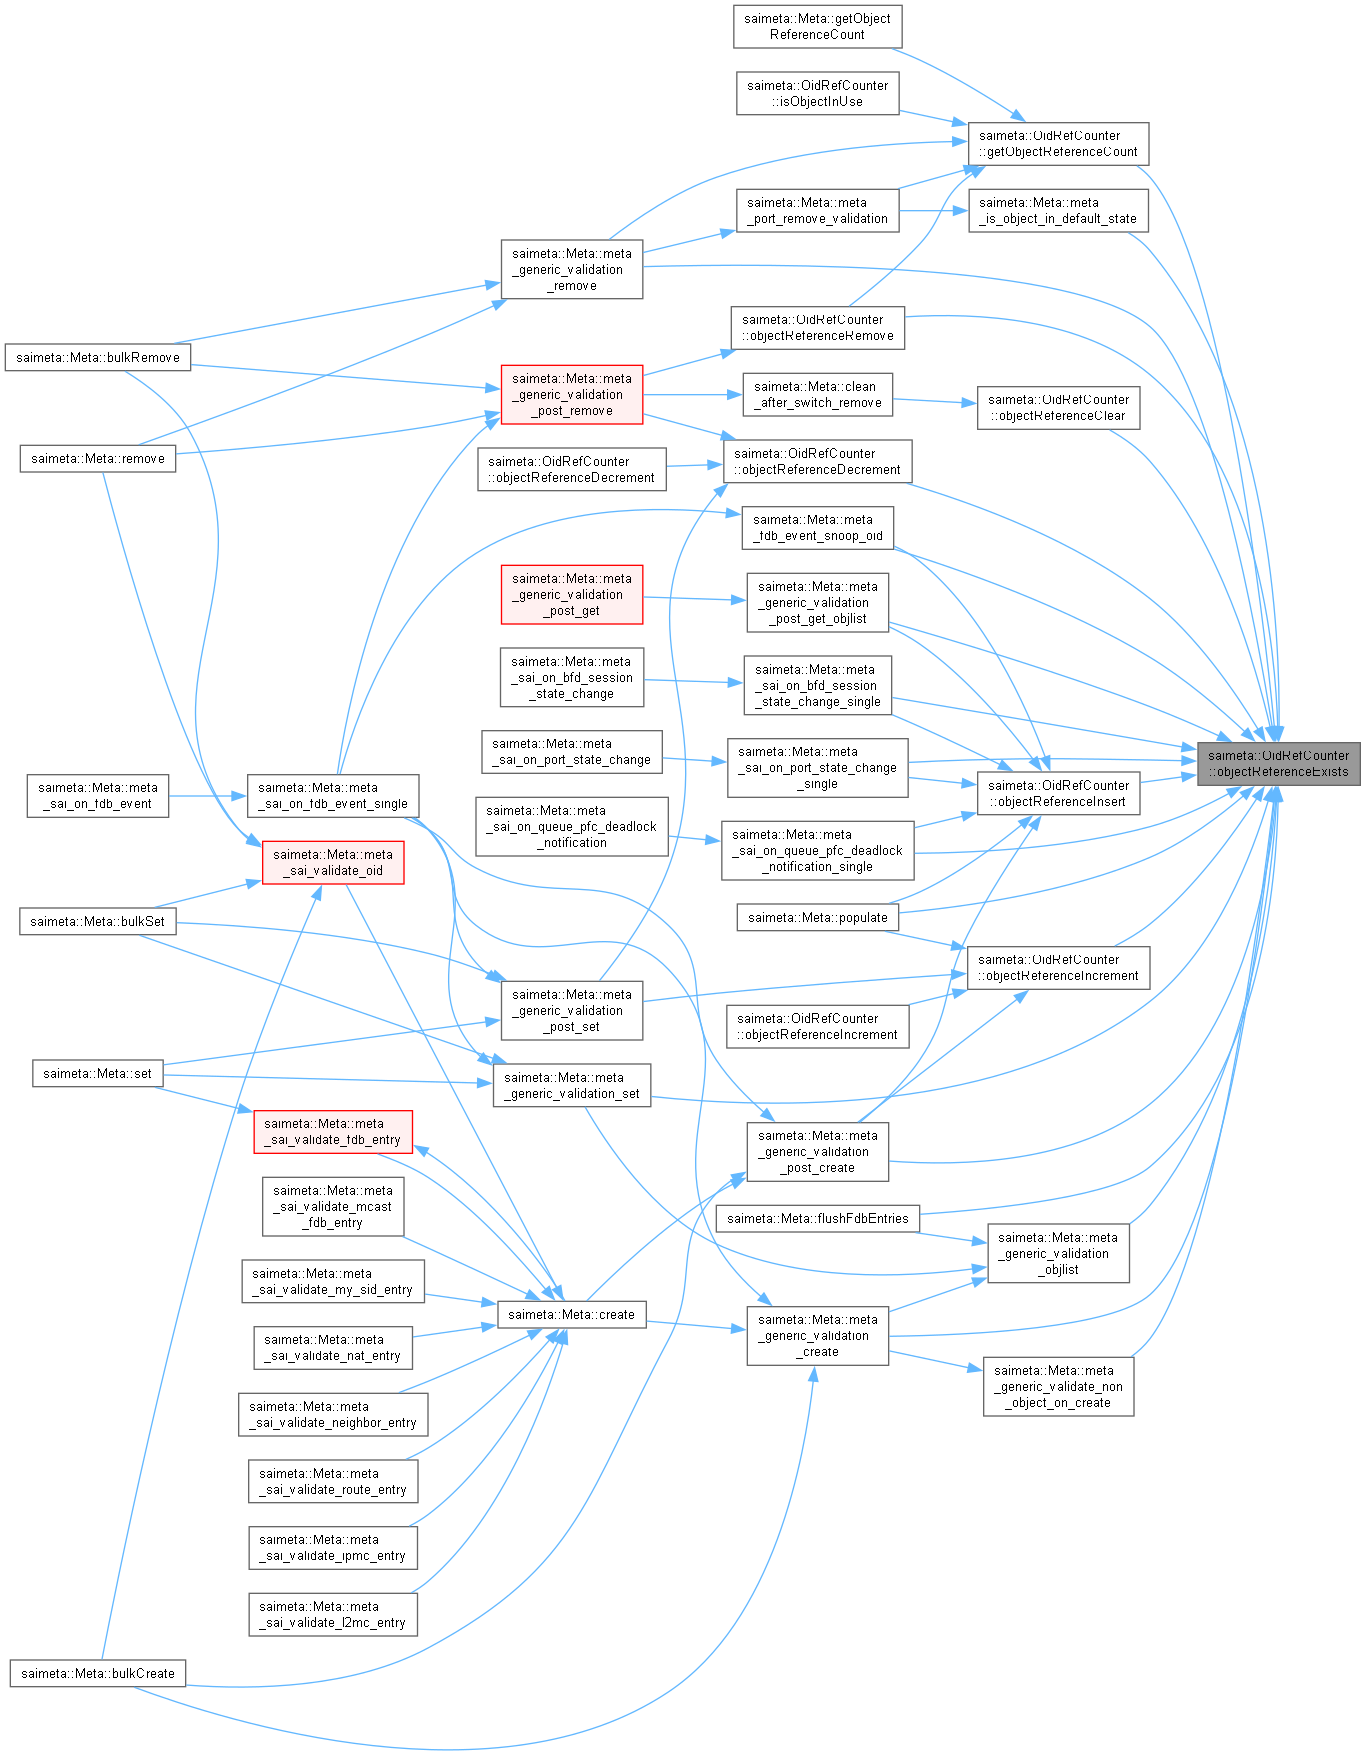 saimeta::Meta::getObject
ReferenceCount
saimeta::OidRefCounter
::isObjectInUse
saimeta::OidRefCounter
::getObjectReferenceCount
saimeta::Meta::meta
_port_remove_validation
saimeta::Meta::meta
_is_object_in_default_state
saimeta::Meta::meta
_generic_validation
_remove
saimeta::OidRefCounter
::objectReferenceRemove
saimeta::Meta::bulkRemove
saimeta::Meta::meta
_generic_validation
_post_remove
saimeta::Meta::clean
_after_switch_remove
saimeta::OidRefCounter
::objectReferenceClear
saimeta::Meta::remove
saimeta::OidRefCounter
::objectReferenceDecrement
saimeta::OidRefCounter
::objectReferenceDecrement
saimeta::Meta::meta
_fdb_event_snoop_oid
saimeta::Meta::meta
_generic_validation
_post_get
saimeta::Meta::meta
_generic_validation
_post_get_objlist
saimeta::Meta::meta
_sai_on_bfd_session
_state_change
saimeta::Meta::meta
_sai_on_bfd_session
_state_change_single
saimeta::Meta::meta
_sai_on_port_state_change
saimeta::Meta::meta
_sai_on_port_state_change
_single
saimeta::OidRefCounter
::objectReferenceExists
saimeta::Meta::meta
_sai_on_fdb_event
saimeta::Meta::meta
_sai_on_fdb_event_single
saimeta::OidRefCounter
::objectReferenceInsert
saimeta::Meta::meta
_sai_on_queue_pfc_deadlock
_notification
saimeta::Meta::meta
_sai_on_queue_pfc_deadlock
_notification_single
saimeta::Meta::meta
_sai_validate_oid
saimeta::Meta::bulkSet
saimeta::Meta::populate
saimeta::OidRefCounter
::objectReferenceIncrement
saimeta::Meta::meta
_generic_validation
_post_set
saimeta::OidRefCounter
::objectReferenceIncrement
saimeta::Meta::set
saimeta::Meta::meta
_generic_validation_set
saimeta::Meta::meta
_sai_validate_fdb_entry
saimeta::Meta::meta
_generic_validation
_post_create
saimeta::Meta::meta
_sai_validate_mcast
_fdb_entry
saimeta::Meta::flushFdbEntries
saimeta::Meta::meta
_generic_validation
_objlist
saimeta::Meta::meta
_sai_validate_my_sid_entry
saimeta::Meta::create
saimeta::Meta::meta
_generic_validation
_create
saimeta::Meta::meta
_sai_validate_nat_entry
saimeta::Meta::meta
_generic_validate_non
_object_on_create
saimeta::Meta::meta
_sai_validate_neighbor_entry
saimeta::Meta::meta
_sai_validate_route_entry
saimeta::Meta::meta
_sai_validate_ipmc_entry
saimeta::Meta::meta
_sai_validate_l2mc_entry
saimeta::Meta::bulkCreate